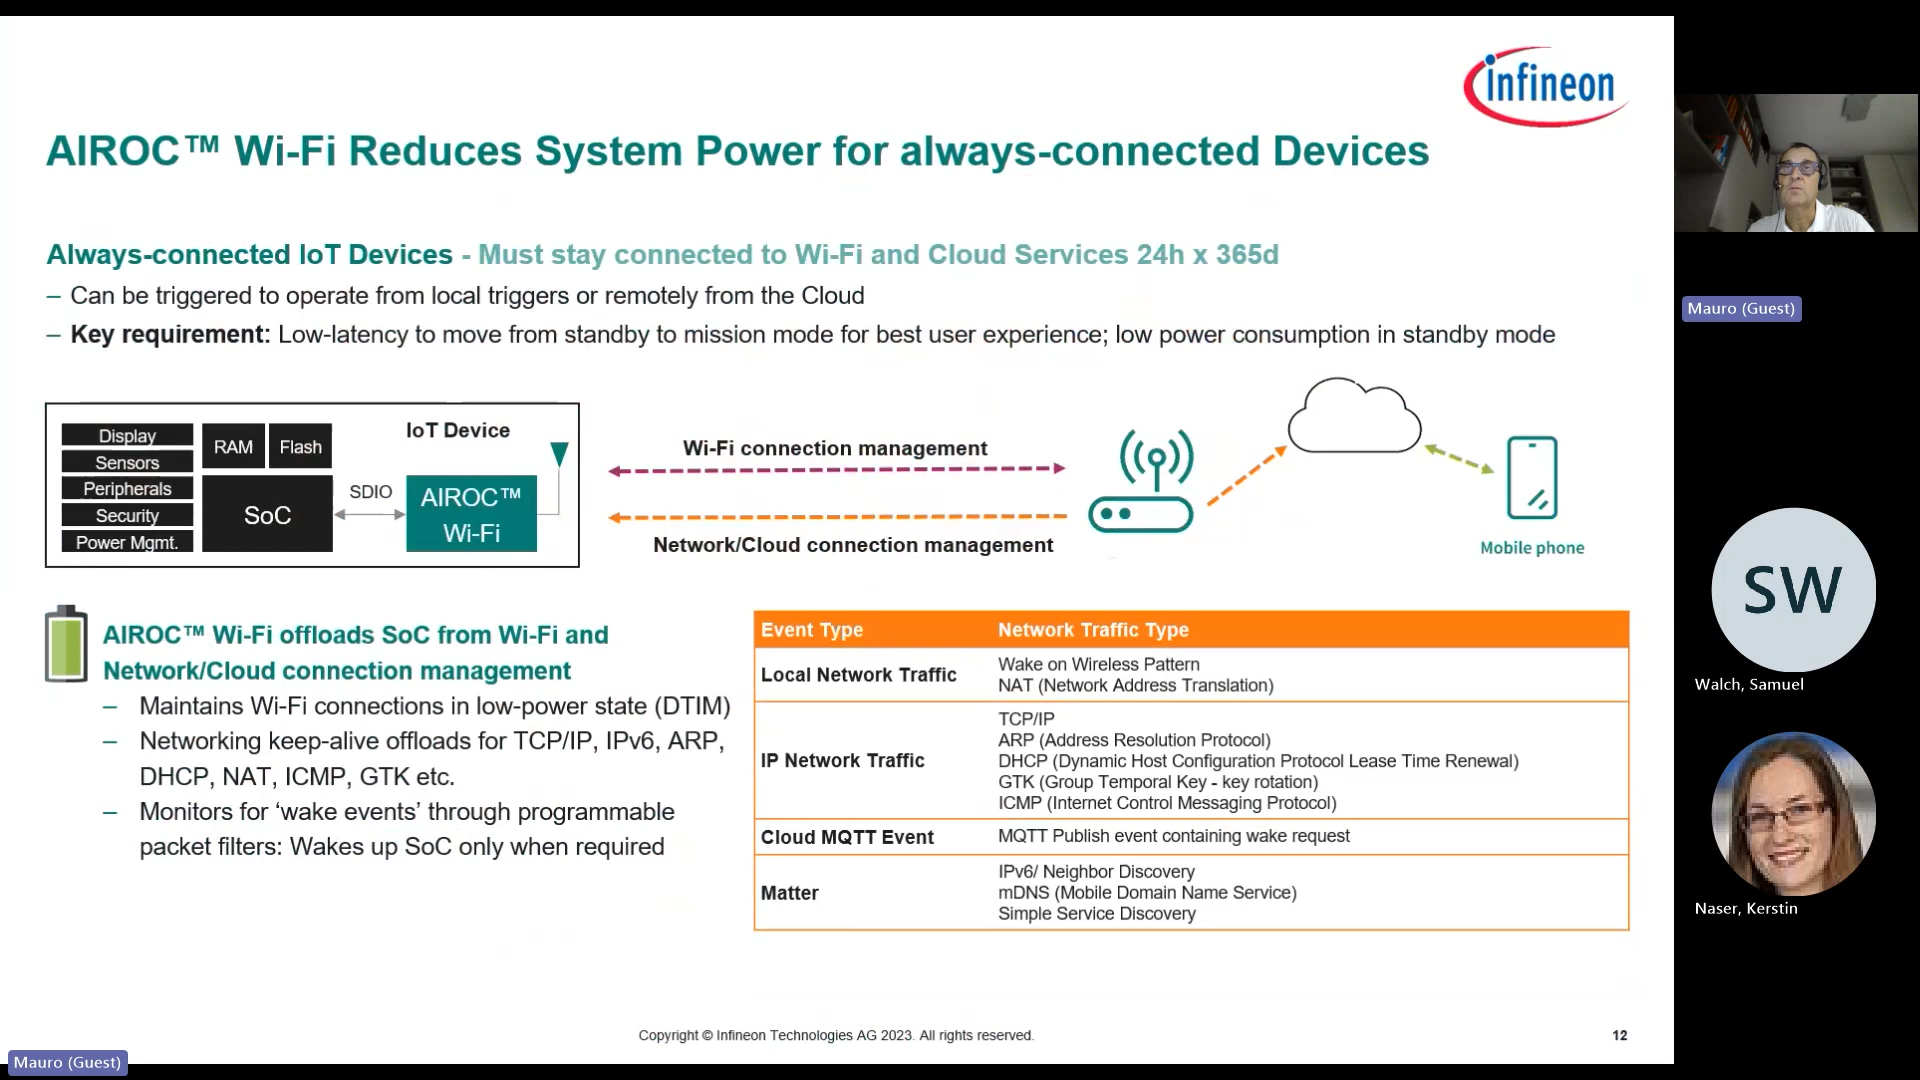 infineon
AIROC™ Wi-Fi Reduces System Power for always-connected Devices
Always-connected IoT Devices - Must stay connected to Wi-Fi and Cloud Services 24h x 365d
– Can be triggered to operate from local triggers or remotely from the Cloud
– Key requirement: Low-latency to move from standby to mission mode for best user experience; low power consumption in standby mode
Display
Sensors
Peripherals
Security
Power Mgmt.
RAM
Flash
SoC
SDIO
IoT Device
AIROC™
Wi-Fi
Wi-Fi connection management
Network/Cloud connection management
Mobile phone
AIROC™ Wi-Fi offloads SoC from Wi-Fi and
Network/Cloud connection management
– Maintains Wi-Fi connections in low-power state (DTIM)
– Networking keep-alive offloads for TCP/IP, IPv6, ARP,
DHCP, NAT, ICMP, GTK etc.
– Monitors for ‘wake events’ through programmable
packet filters: Wakes up SoC only when required
Event Type Network Traffic Type
Local Network Traffic
Wake on Wireless Pattern
NAT (Network Address Translation)
IP Network Traffic
TCP/IP
ARP (Address Resolution Protocol)
DHCP (Dynamic Host Configuration Protocol Lease Time Renewal)
GTK (Group Temporal Key - key rotation)
ICMP (Internet Control Messaging Protocol)
Cloud MQTT Event MQTT Publish event containing wake request
Matter
IPv6/ Neighbor Discovery
mDNS (Mobile Domain Name Service)
Simple Service Discovery
Copyright © Infineon Technologies AG 2023. All rights reserved.
12
Mauro (Guest)
Mauro (Guest)
SW
Walch, Samuel
Naser, Kerstin